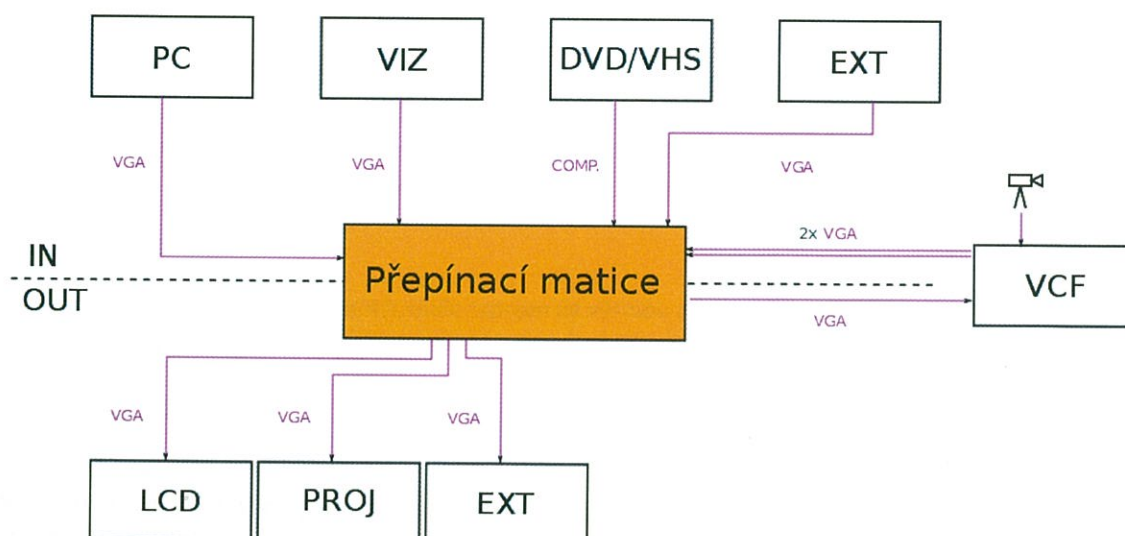 PC
VIZ
DVD/VHS
EXT
VGA
VGA
COMP.
VGA
2x VGA
IN
OUT
Přepínací matice
VCF
VGA
VGA
VGA
VGA
LCD
PROJ
EXT